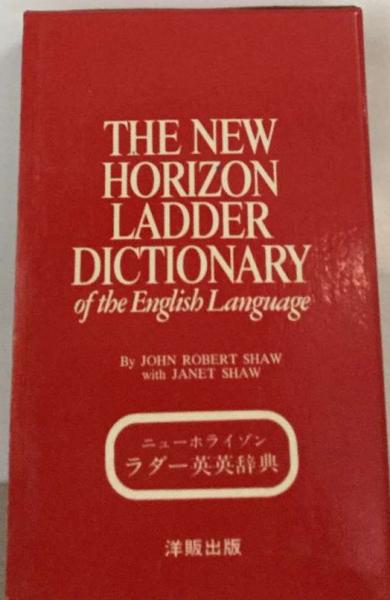 THE NEW
HORIZON
LADDER
DICTIONARY
of the English Language
By JOHN ROBERT SHAW
with JANET SHAW
ニューホライゾン
ラダー英英辞典
洋販出版